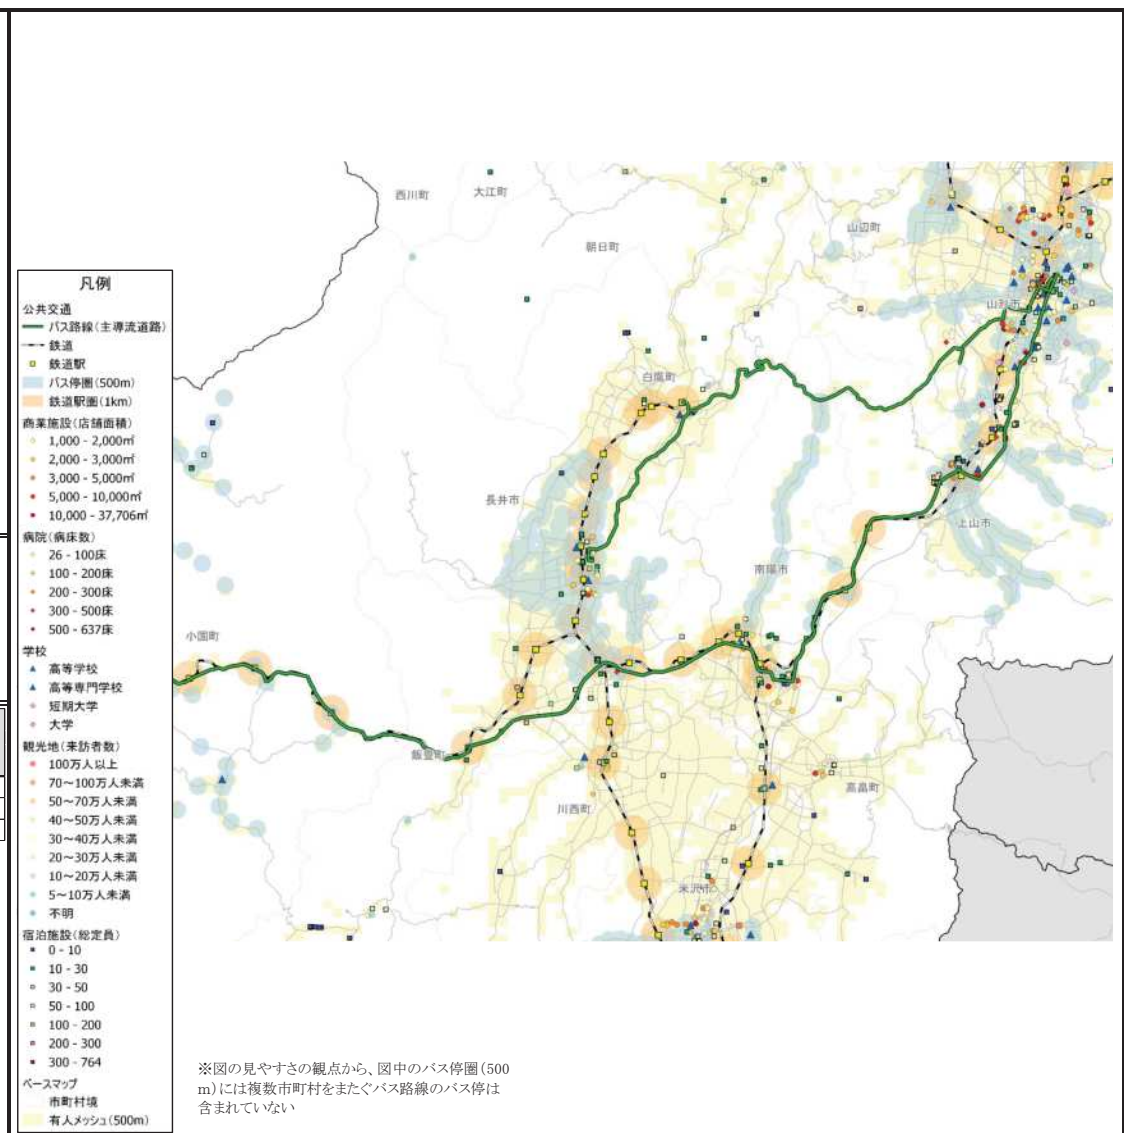 西川町
大江町
山辺町
朝日町
山形市
白鷹町
長井市
上山市
南陽市
小国町
飯豊町
高畠町
川西町
米沢市
凡例
公共交通
バス路線(主導流道路)
鉄道
鉄道駅
バス停圏(500m)
鉄道駅圏(1km)
商業施設(店舗面積)
1,000 - 2,000㎡
2,000 - 3,000㎡
3,000 - 5,000㎡
5,000 - 10,000㎡
10,000 - 37,706㎡
病院(病床数)
26 - 100床
100 - 200床
200 - 300床
300 - 500床
500 - 637床
学校
高等学校
高等専門学校
短期大学
大学
観光地(来訪者数)
100万人以上
70～100万人未満
50～70万人未満
40～50万人未満
30～40万人未満
20～30万人未満
10～20万人未満
5～10万人未満
不明
宿泊施設(総定員)
0 - 10
10 - 30
30 - 50
50 - 100
100 - 200
200 - 300
300 - 764
ベースマップ
市町村境
有人メッシュ(500m)
※図の見やすさの観点から、図中のバス停圏(500
m)には複数市町村をまたぐバス路線のバス停は
含まれていない